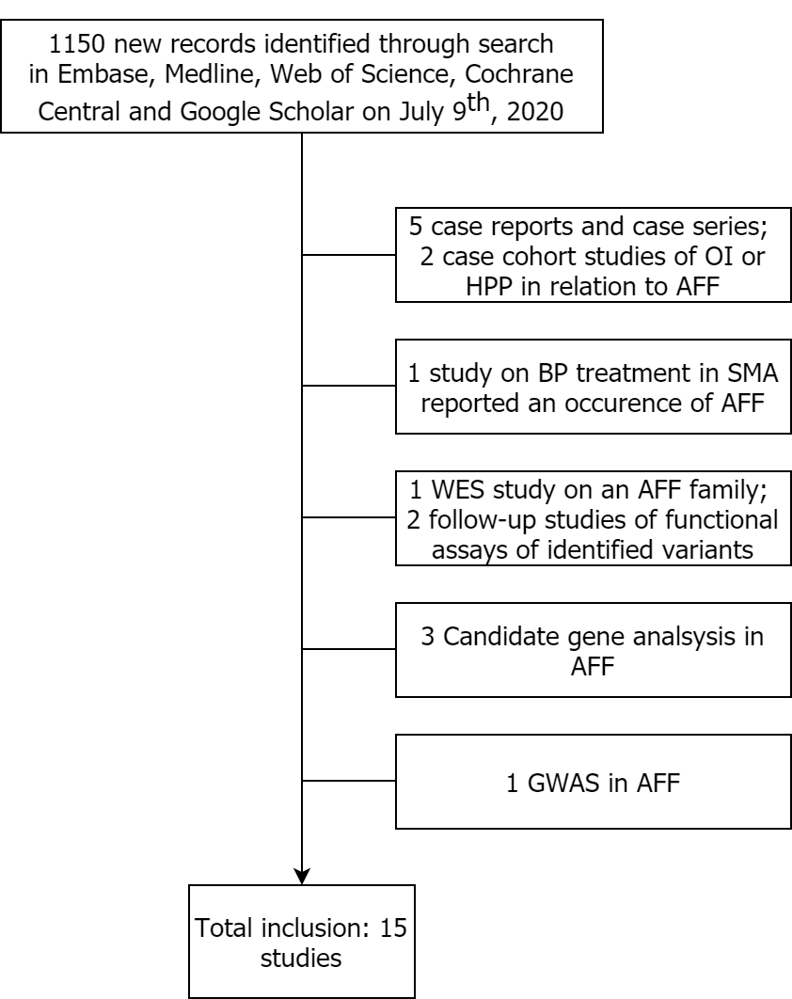 1150 new records identified through search
in Embase, Medline, Web of Science, Cochrane
Central and Google Scholar on July 9th, 2020
5 case reports and case series;
2 case cohort studies of OI or
HPP in relation to AFF
1 study on BP treatment in SMA
reported an occurence of AFF
1 WES study on an AFF family;
2 follow-up studies of functional
assays of identified variants
3 Candidate gene analsysis in
AFF
1 GWAS in AFF
Total inclusion: 15
studies